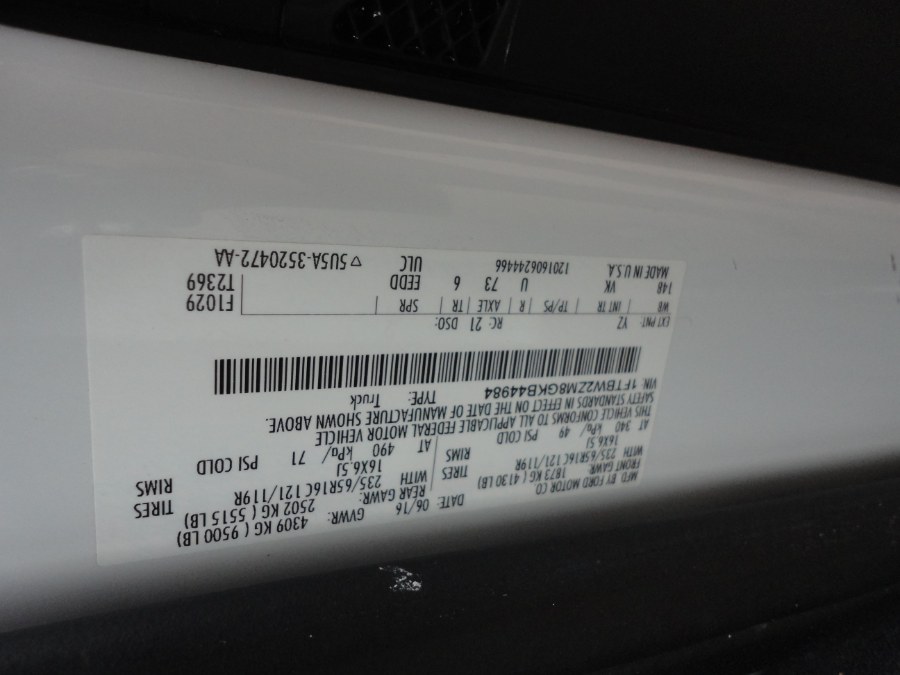 MFD BY FORD MOTOR CO.
DATE: 06/16 GVWR: 4309 KG ( 9500 LB)
FRONT GAWR: 1873 KG ( 4130 LB) REAR GAWR: 2502 KG ( 5515 LB)
WITH 235/65R16C 121/119R TIRES WITH 235/65R16C 121/119R TIRES
16X6.5J RIMS 16X6.5J RIMS
AT 340 kPa/ 49 PSI COLD AT 490 kPa/ 71 PSI COLD
THIS VEHICLE CONFORMS TO ALL APPLICABLE FEDERAL MOTOR VEHICLE
SAFETY STANDARDS IN EFFECT ON THE DATE OF MANUFACTURE SHOWN ABOVE.
VIN: 1FTBW2ZM8GKB44984 TYPE: Truck
EXT PNT: YZ RC: 21 DSO:
WB INT TR TP/PS R AXLE TR SPR F1029
148 VK U 73 6 EEDD T2369
MADE IN U.S.A. 1201606244466 ULC ▽ 5U5A-3520472-AA